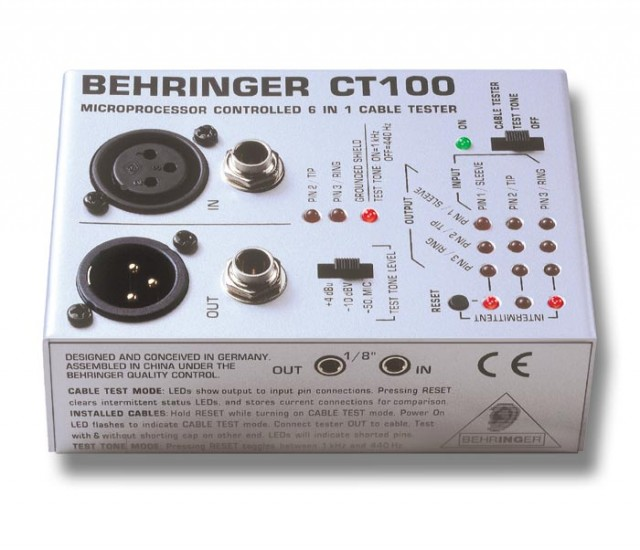 BEHRINGER CT100
MICROPROCESSOR CONTROLLED 6 IN 1 CABLE TESTER
IN
PIN 2 / TIP
PIN 3 / RING
GROUNDED SHIELD
TEST TONE ON=1 kHz
OFF=440 Hz
ON
CABLE TESTER
TEST TONE
OFF
INPUT
OUTPUT
PIN 1 / SLEEVE
PIN 2 / TIP
PIN 3 / RING
PIN 1 / SLEEVE
PIN 2 / TIP
PIN 3 / RING
OUT
+4 dBu
-10 dBV
-50 MIC
TEST TONE LEVEL
RESET
INTERMITTENT
DESIGNED AND CONCEIVED IN GERMANY.
ASSEMBLED IN CHINA UNDER THE
BEHRINGER QUALITY CONTROL.
OUT 1/8" IN
CE
CABLE TEST MODE: LEDs show output to input pin connections. Pressing RESET
clears intermittent status LEDs, and stores current connections for comparison.
INSTALLED CABLES: Hold RESET while turning on CABLE TEST mode. Power On
LED flashes to indicate CABLE TEST mode. Connect tester OUT to cable. Test
with & without shorting cap on other end. LEDs will indicate shorted pins.
TEST TONE MODE: Pressing RESET toggles between 1 kHz and 440 Hz.
BEHRINGER